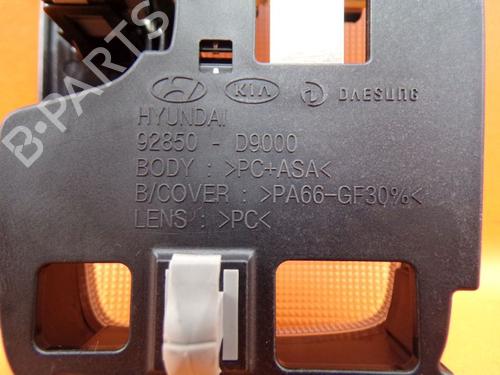 KIA DAESUNG
HYUNDAI
92850 - D9000
BODY : >PC+ASA<
B/COVER : >PA66-GF30%<
LENS : >PC<
B-PARTS